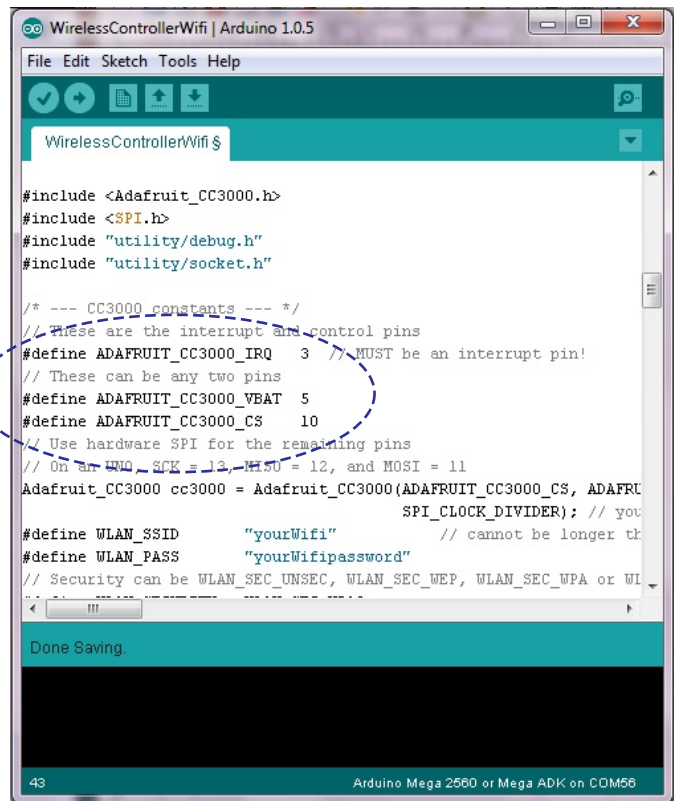 WirelessControllerWifi | Arduino 1.0.5
File Edit Sketch Tools Help
WirelessControllerWifi §
#include <Adafruit_CC3000.h>
#include <SPI.h>
#include "utility/debug.h"
#include "utility/socket.h"
/* --- CC3000 constants --- */
// These are the interrupt and control pins
#define ADAFRUIT_CC3000_IRQ 3 // MUST be an interrupt pin!
// These can be any two pins
#define ADAFRUIT_CC3000_VBAT 5
#define ADAFRUIT_CC3000_CS 10
// Use hardware SPI for the remaining pins
// On an UNO, SCK = 13, MISO = 12, and MOSI = 11
Adafruit_CC3000 cc3000 = Adafruit_CC3000(ADAFRUIT_CC3000_CS, ADAFRU
SPI_CLOCK_DIVIDER); // you
#define WLAN_SSID "yourWifi" // cannot be longer th
#define WLAN_PASS "yourWifipassword"
// Security can be WLAN_SEC_UNSEC, WLAN_SEC_WEP, WLAN_SEC_WPA or WL
Done Saving.
43 Arduino Mega 2560 or Mega ADK on COM56